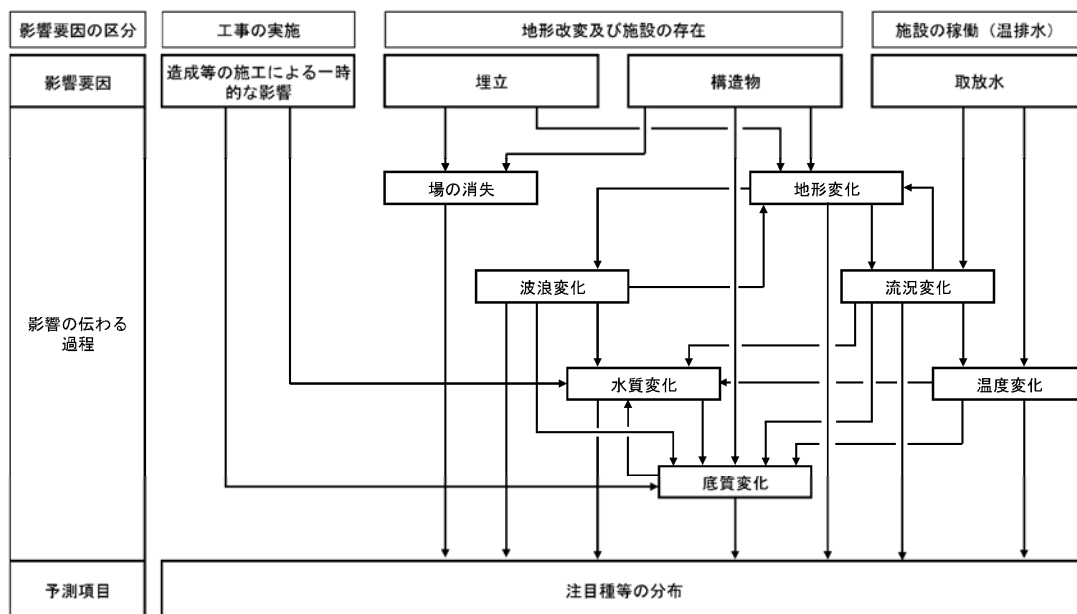 影響要因の区分
工事の実施
地形改変及び施設の存在
施設の稼働（温排水）
影響要因
造成等の施工による一時
的な影響
埋立
構造物
取放水
場の消失
地形変化
波浪変化
流況変化
影響の伝わる
過程
水質変化
温度変化
底質変化
予測項目
注目種等の分布